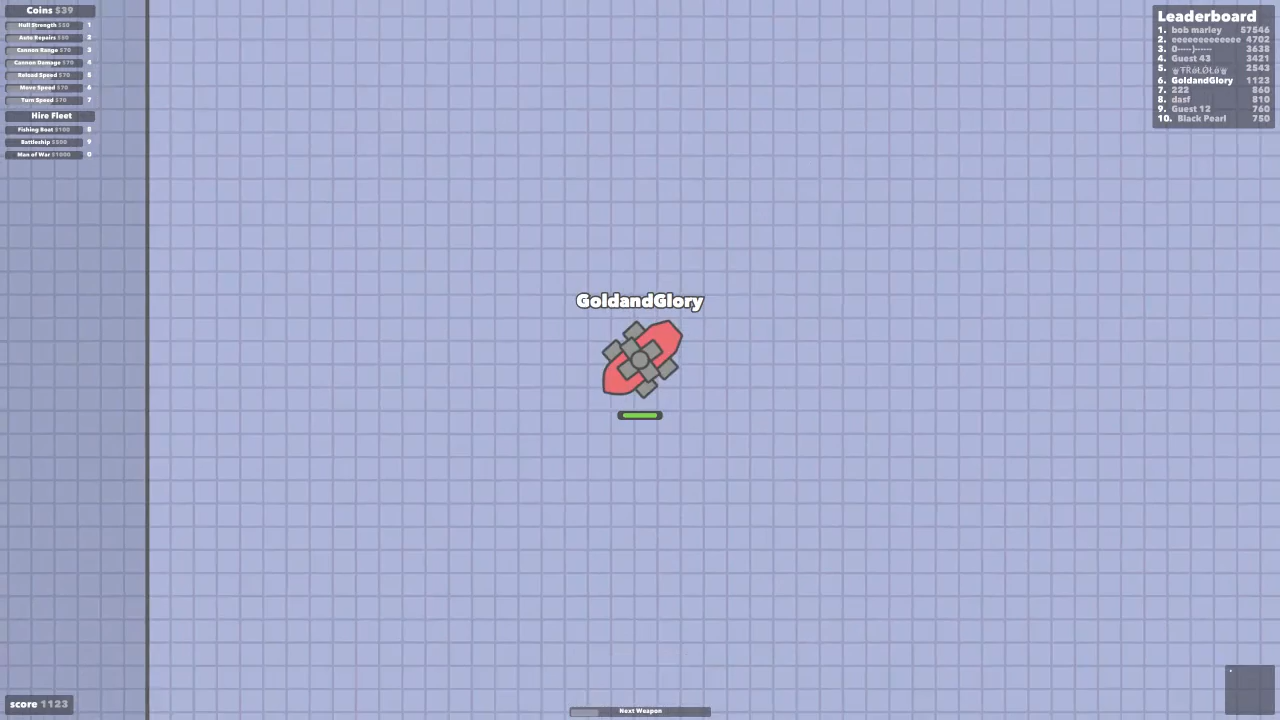 Coins $39
Hull Strength $50 1
Auto Repairs $50 2
Cannon Range $70 3
Cannon Damage $70 4
Reload Speed $70 5
Move Speed $70 6
Turn Speed $70 7
Hire Fleet
Fishing Boat $100 8
Battleship $500 9
Man of War $1000 0
Leaderboard
1. bob marley 57546
2. eeeeeeeeeeeee 4702
3. 0----)----- 3638
4. Guest 43 3421
5. 2543
6. GoldandGlory 1123
7. 222 860
8. dasf 810
9. Guest 12 760
10. Black Pearl 750
GoldandGlory
score 1123
Next Weapon